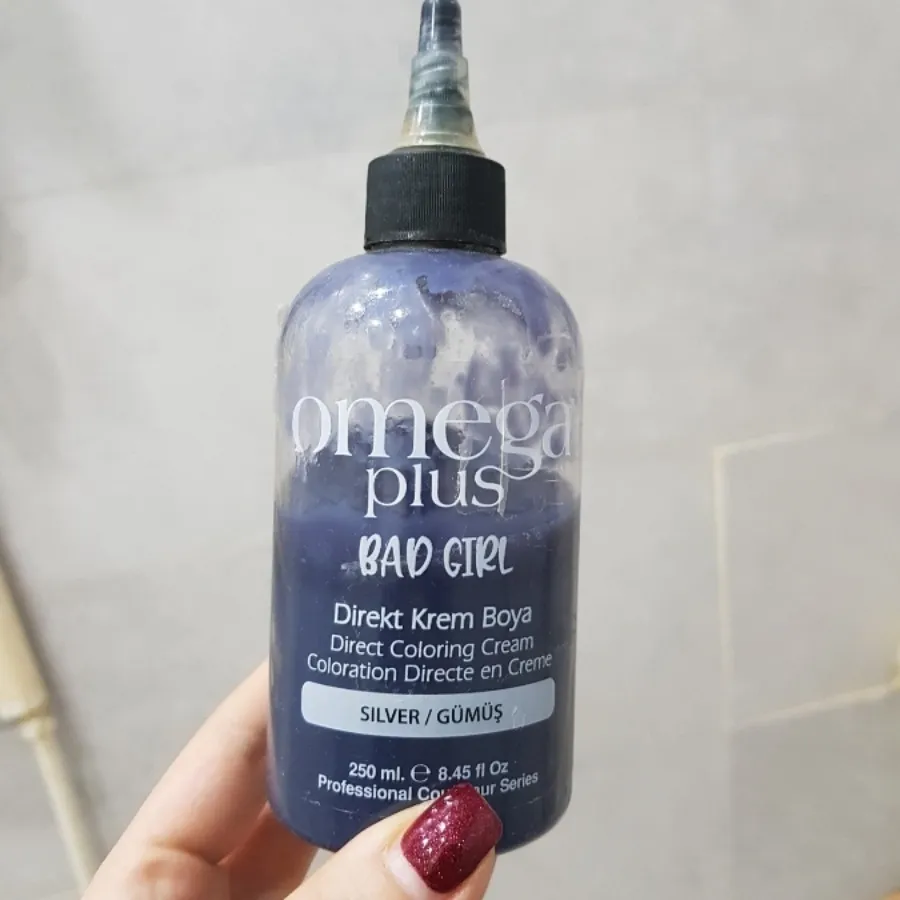 omega
plus
BAD GIRL
Direkt Krem Boya
Direct Coloring Cream
Coloration Directe en Creme
SILVER / GÜMÜŞ
250 ml. ℮ 8.45 fl Oz
Professional Series